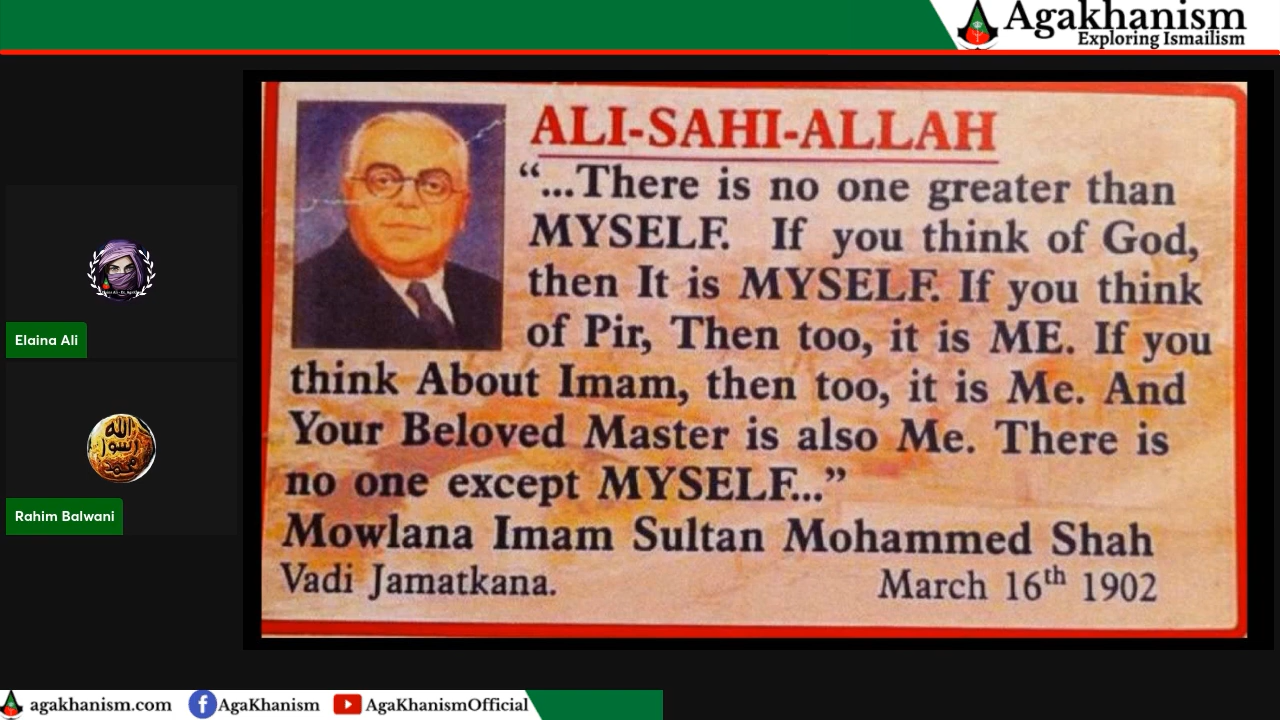 Agakhanism
Exploring Ismailism
ALI-SAHI-ALLAH
“...There is no one greater than
MYSELF. If you think of God,
then It is MYSELF. If you think
of Pir, Then too, it is ME. If you
think About Imam, then too, it is Me. And
Your Beloved Master is also Me. There is
no one except MYSELF...”
Mowlana Imam Sultan Mohammed Shah
Vadi Jamatkana. March 16th 1902
Elaina Ali
الله
رسول
محمد
Rahim Balwani
agakhanism.com AgaKhanism AgaKhanismOfficial